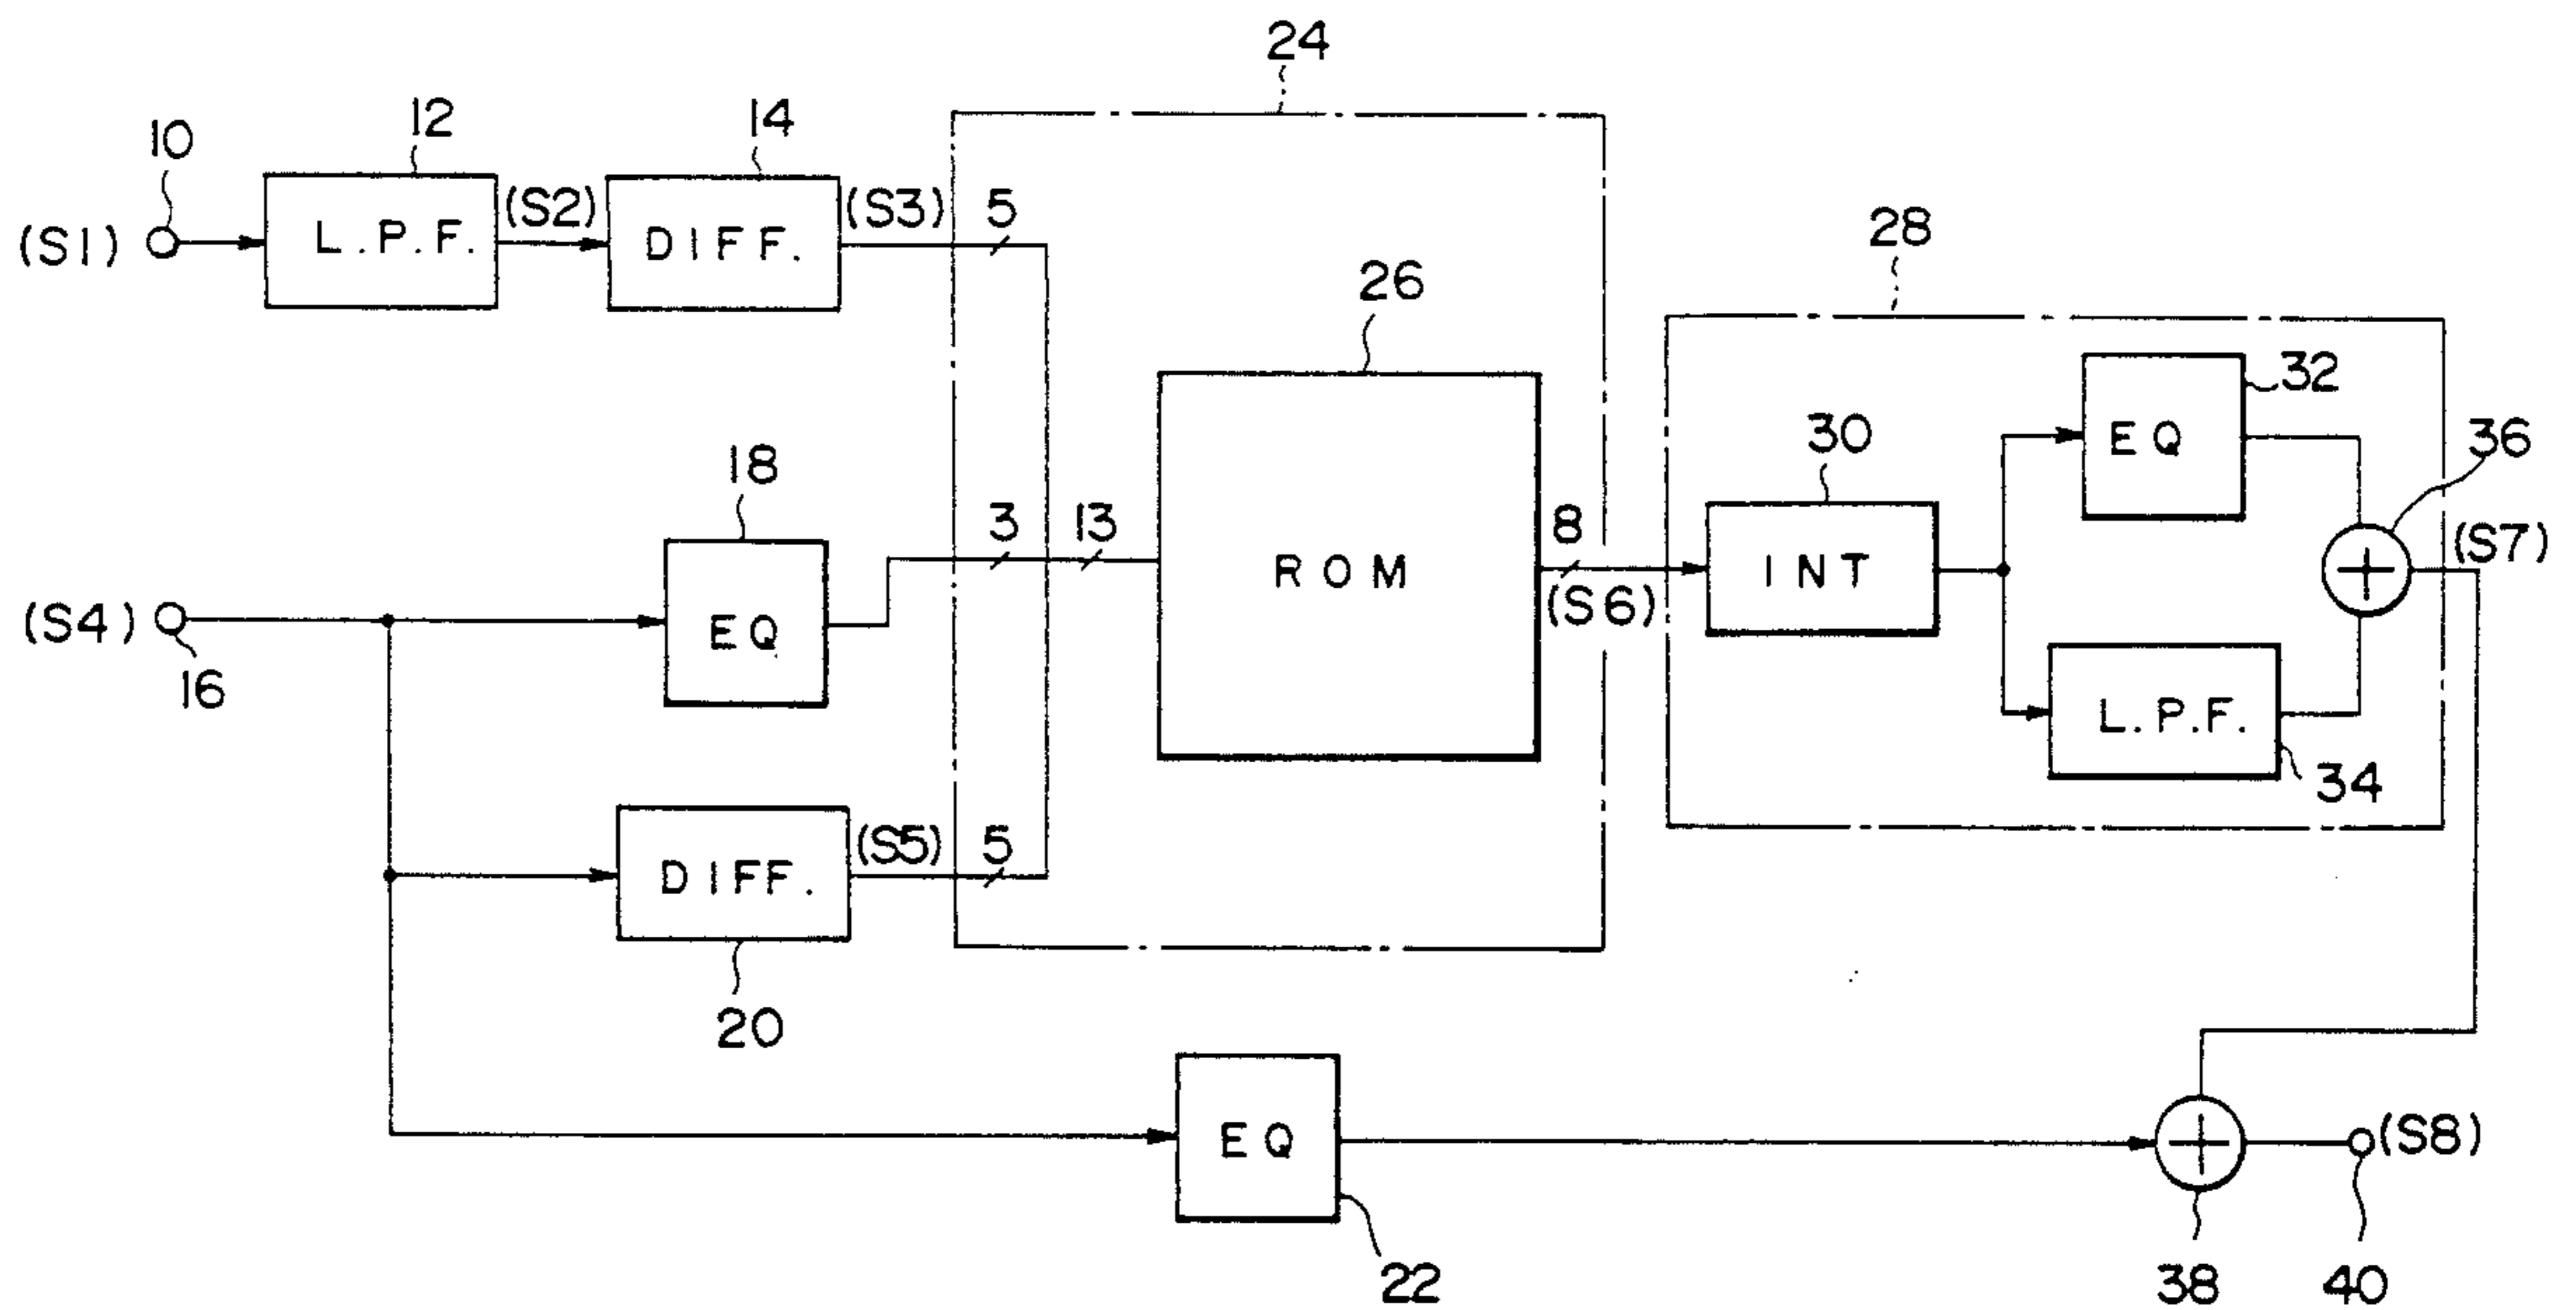 24
12
14
10
(S1)
L.P.F.
(S2)
DIFF.
(S3)
5
28
26
32
EQ
36
30
18
3
13
8
(S7)
ROM
INT
(S6)
(S4)
EQ
16
L.P.F.
34
(S5)
5
DIFF.
20
EQ
(S8)
22
38
40